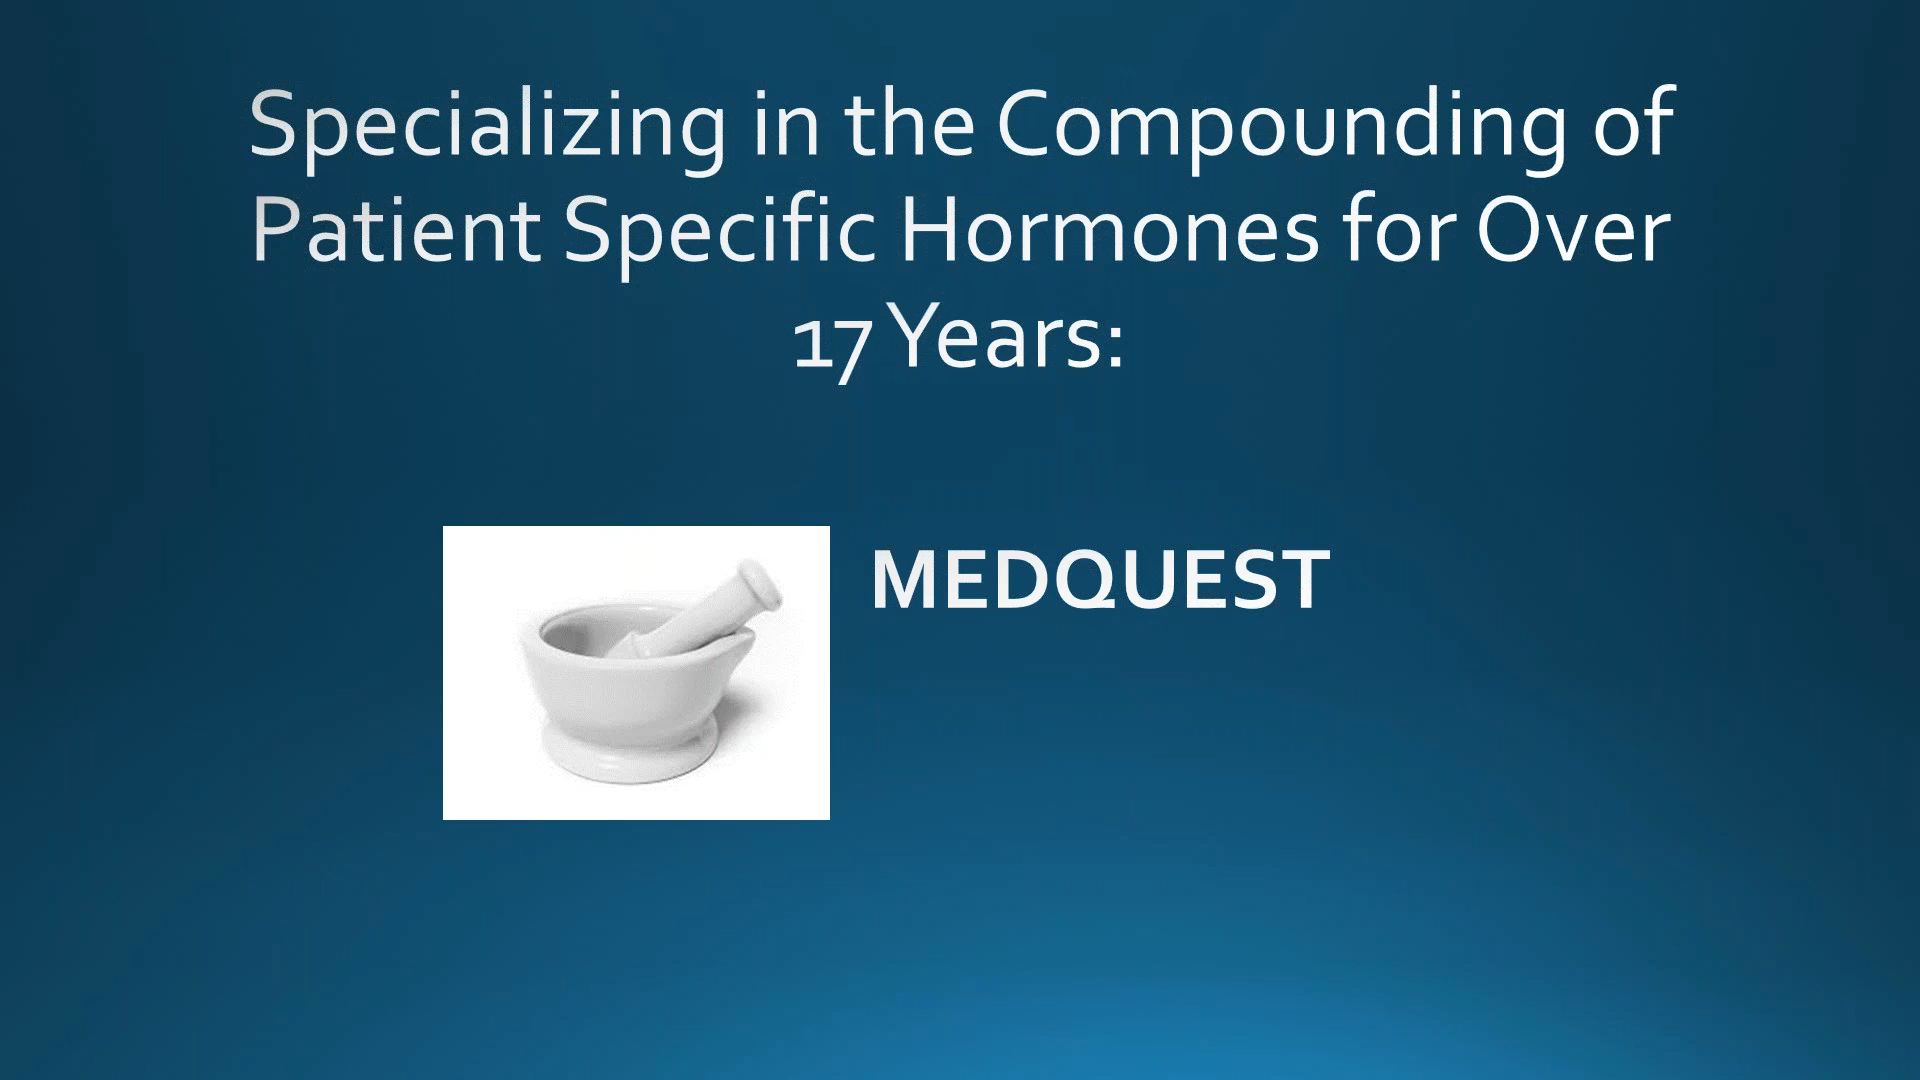 Specializing in the Compounding of
Patient Specific Hormones for Over
17 Years:
MEDQUEST